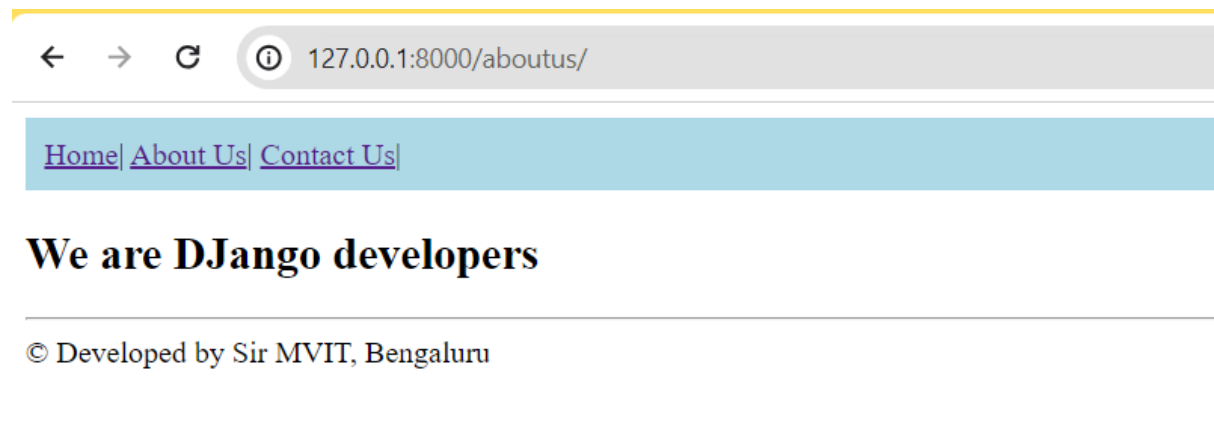 127.0.0.1:8000/aboutus/
Home| About Us| Contact Us|
We are DJango developers
© Developed by Sir MVIT, Bengaluru